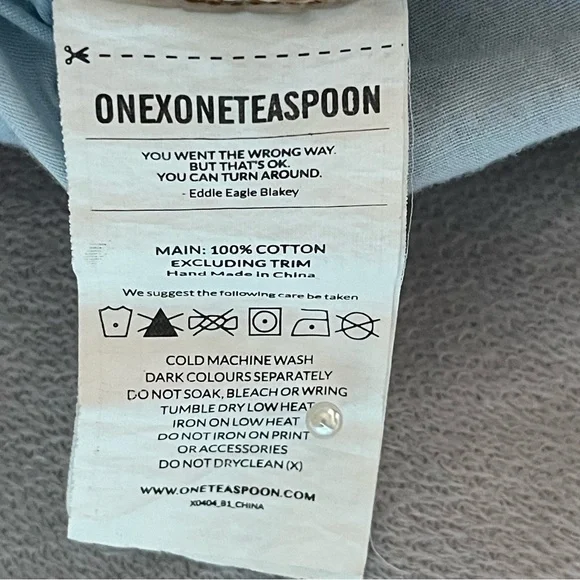 ONEXONETEASPOON
YOU WENT THE WRONG WAY.
BUT THAT'S OK.
YOU CAN TURN AROUND.
- Eddie Eagle Blakey
MAIN: 100% COTTON
EXCLUDING TRIM
Hand Made in China
We suggest the following care be taken
COLD MACHINE WASH
DARK COLOURS SEPARATELY
DO NOT SOAK, BLEACH OR WRING
TUMBLE DRY LOW HEAT
IRON ON LOW HEAT
DO NOT IRON ON PRINT
OR ACCESSORIES
DO NOT DRYCLEAN (X)
WWW.ONETEASPOON.COM
X0404_B1_CHINA